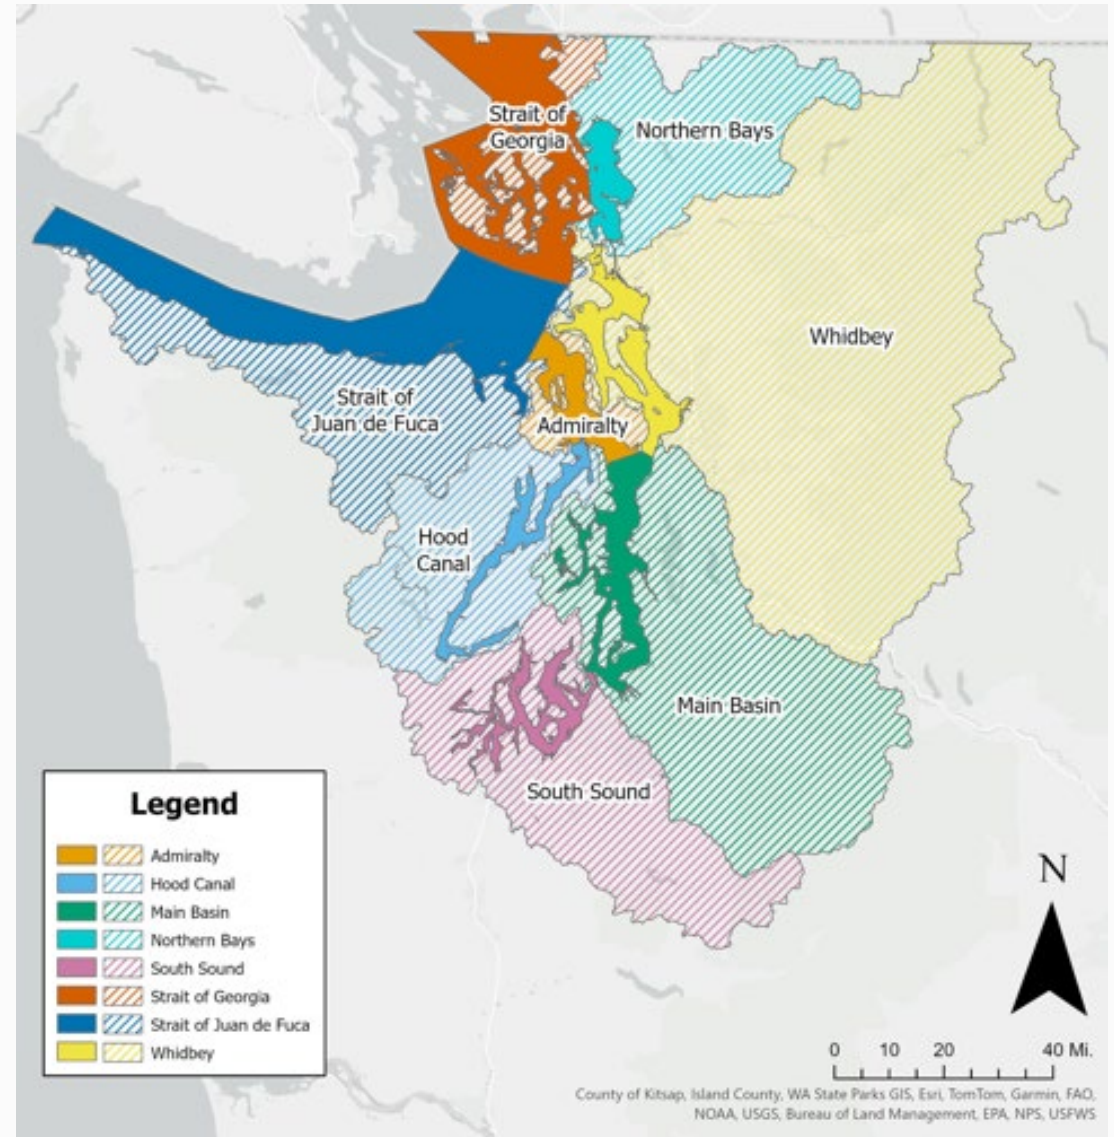 Strait of
Georgia
Northern Bays
Whidbey
Strait of
Juan de Fuca
Admiralty
Hood
Canal
Main Basin
South Sound
Legend
Admiralty
Hood Canal
Main Basin
Northern Bays
South Sound
Strait of Georgia
Strait of Juan de Fuca
Whidbey
N
0 10 20 40 Mi.
County of Kitsap, Island County, WA State Parks GIS, Esri, TomTom, Garmin, FAO,
NOAA, USGS, Bureau of Land Management, EPA, NPS, USFWS